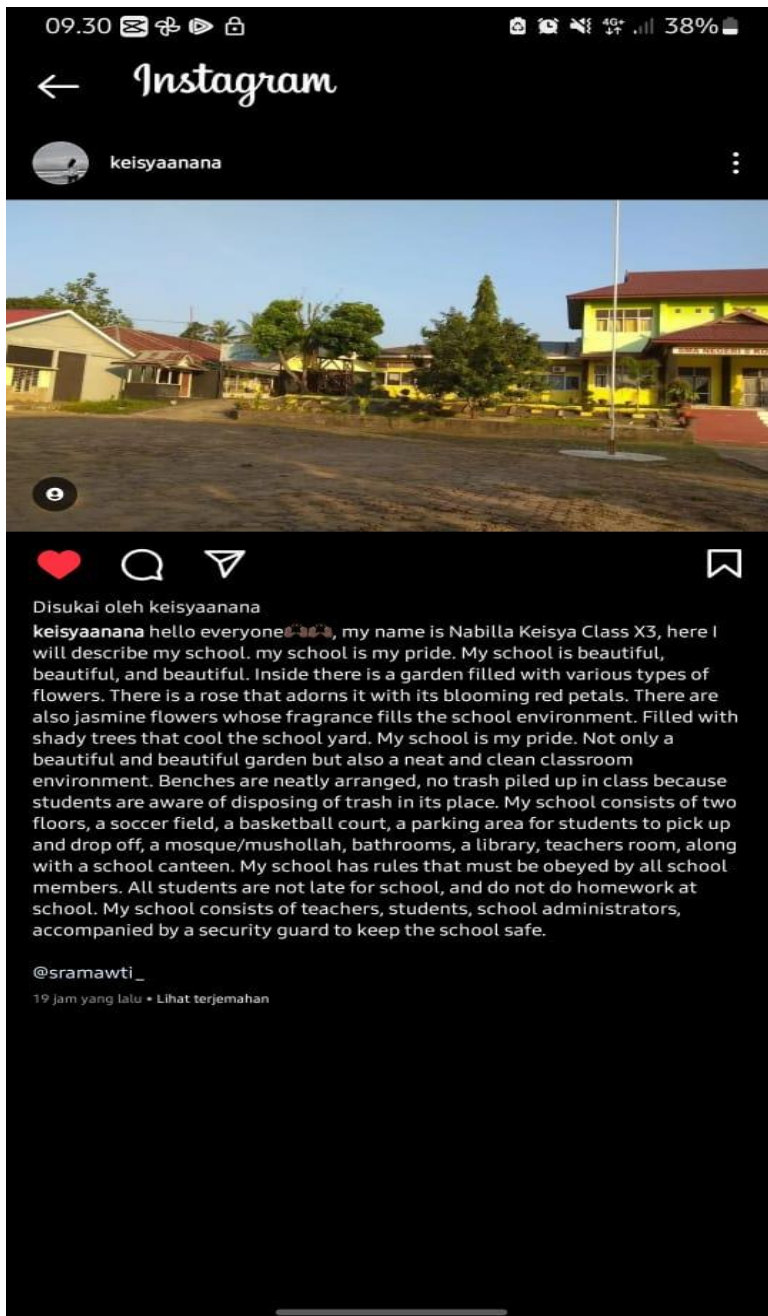 09.30 4G+ 38%
Instagram
keisyaanana
SMA NEGERI
Disukai oleh keisyaanana
keisyaanana hello everyone🙌🏿🙌🏿, my name is Nabilla Keisya Class X3, here I
will describe my school. my school is my pride. My school is beautiful,
beautiful, and beautiful. Inside there is a garden filled with various types of
flowers. There is a rose that adorns it with its blooming red petals. There are
also jasmine flowers whose fragrance fills the school environment. Filled with
shady trees that cool the school yard. My school is my pride. Not only a
beautiful and beautiful garden but also a neat and clean classroom
environment. Benches are neatly arranged, no trash piled up in class because
students are aware of disposing of trash in its place. My school consists of two
floors, a soccer field, a basketball court, a parking area for students to pick up
and drop off, a mosque/mushollah, bathrooms, a library, teachers room, along
with a school canteen. My school has rules that must be obeyed by all school
members. All students are not late for school, and do not do homework at
school. My school consists of teachers, students, school administrators,
accompanied by a security guard to keep the school safe.
@sramawti_
19 jam yang lalu • Lihat terjemahan